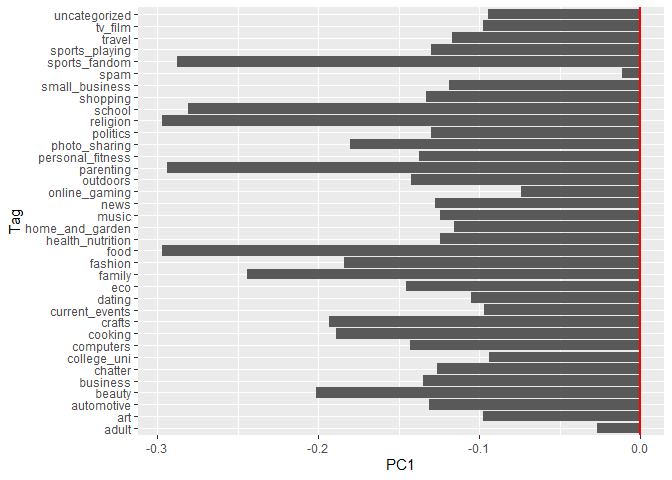 uncategorized
tv_film
travel
sports_playing
sports_fandom
spam
small_business
shopping
school
religion
politics
photo_sharing
personal_fitness
parenting
outdoors
online_gaming
news
music
home_and_garden
health_nutrition
food
fashion
family
eco
dating
current_events
crafts
cooking
computers
college_uni
chatter
business
beauty
automotive
art
adult
Tag
-0.3 -0.2 -0.1 0.0
PC1